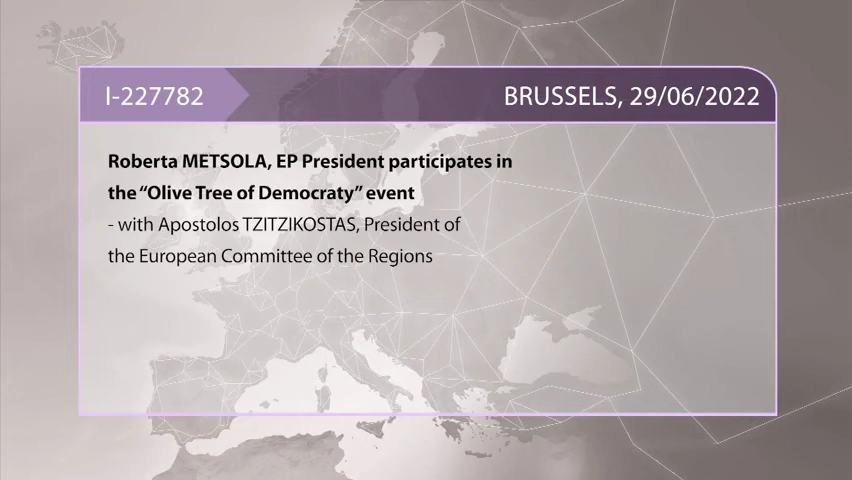 I-227782
BRUSSELS, 29/06/2022
Roberta METSOLA, EP President participates in
the “Olive Tree of Democraty” event
- with Apostolos TZITZIKOSTAS, President of
the European Committee of the Regions